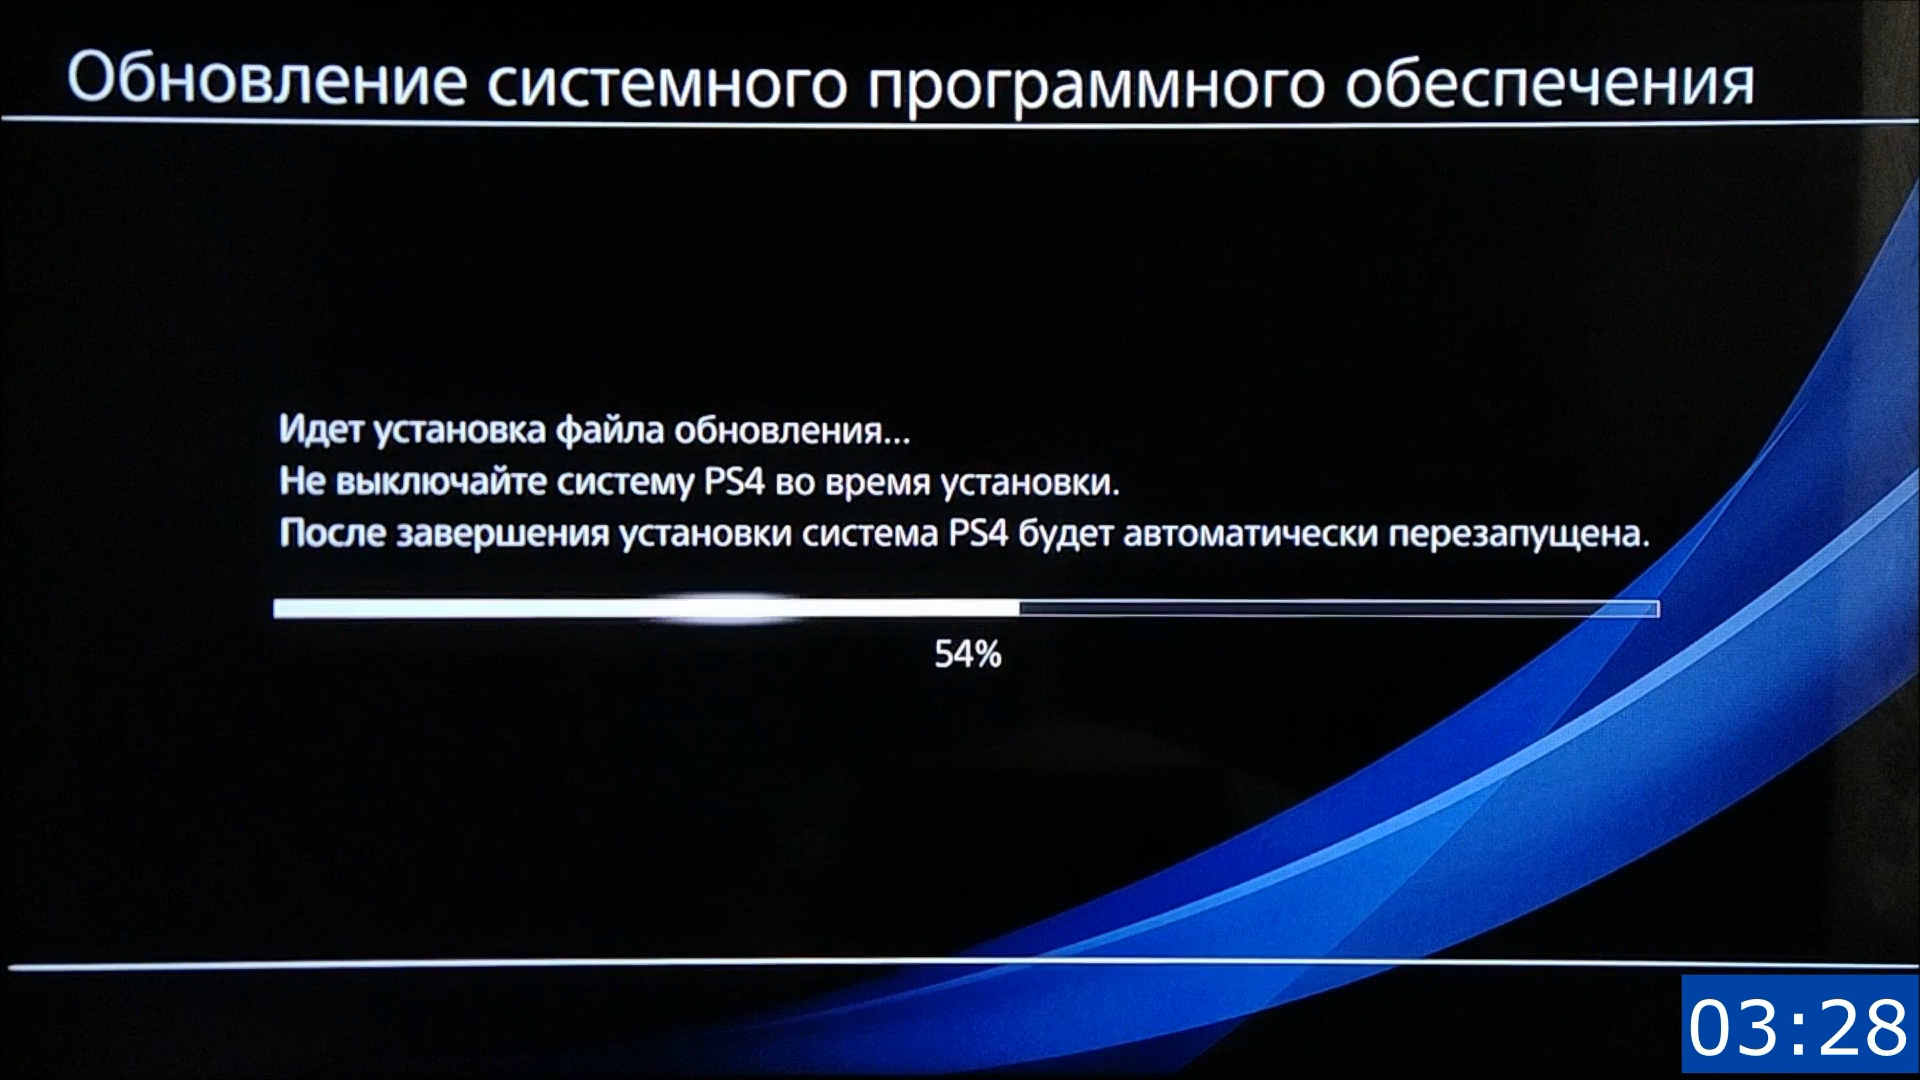 Обновление системного программного обеспечения
Идет установка файла обновления...
Не выключайте систему PS4 во время установки.
После завершения установки система PS4 будет автоматически перезапущена.
54%
03:28